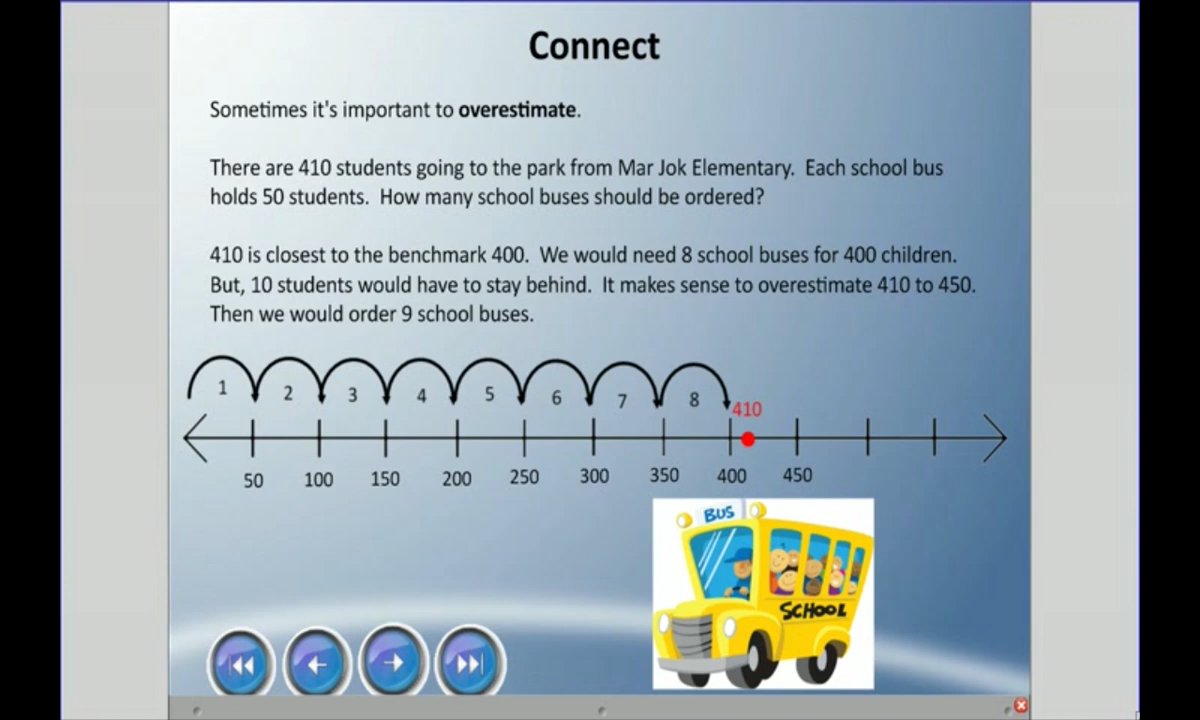 Connect
Sometimes it's important to overestimate.
There are 410 students going to the park from Mar Jok Elementary. Each school bus
holds 50 students. How many school buses should be ordered?
410 is closest to the benchmark 400. We would need 8 school buses for 400 children.
But, 10 students would have to stay behind. It makes sense to overestimate 410 to 450.
Then we would order 9 school buses.
1 2 3 4 5 6 7 8
410
50 100 150 200 250 300 350 400 450
BUS
SCHOOL